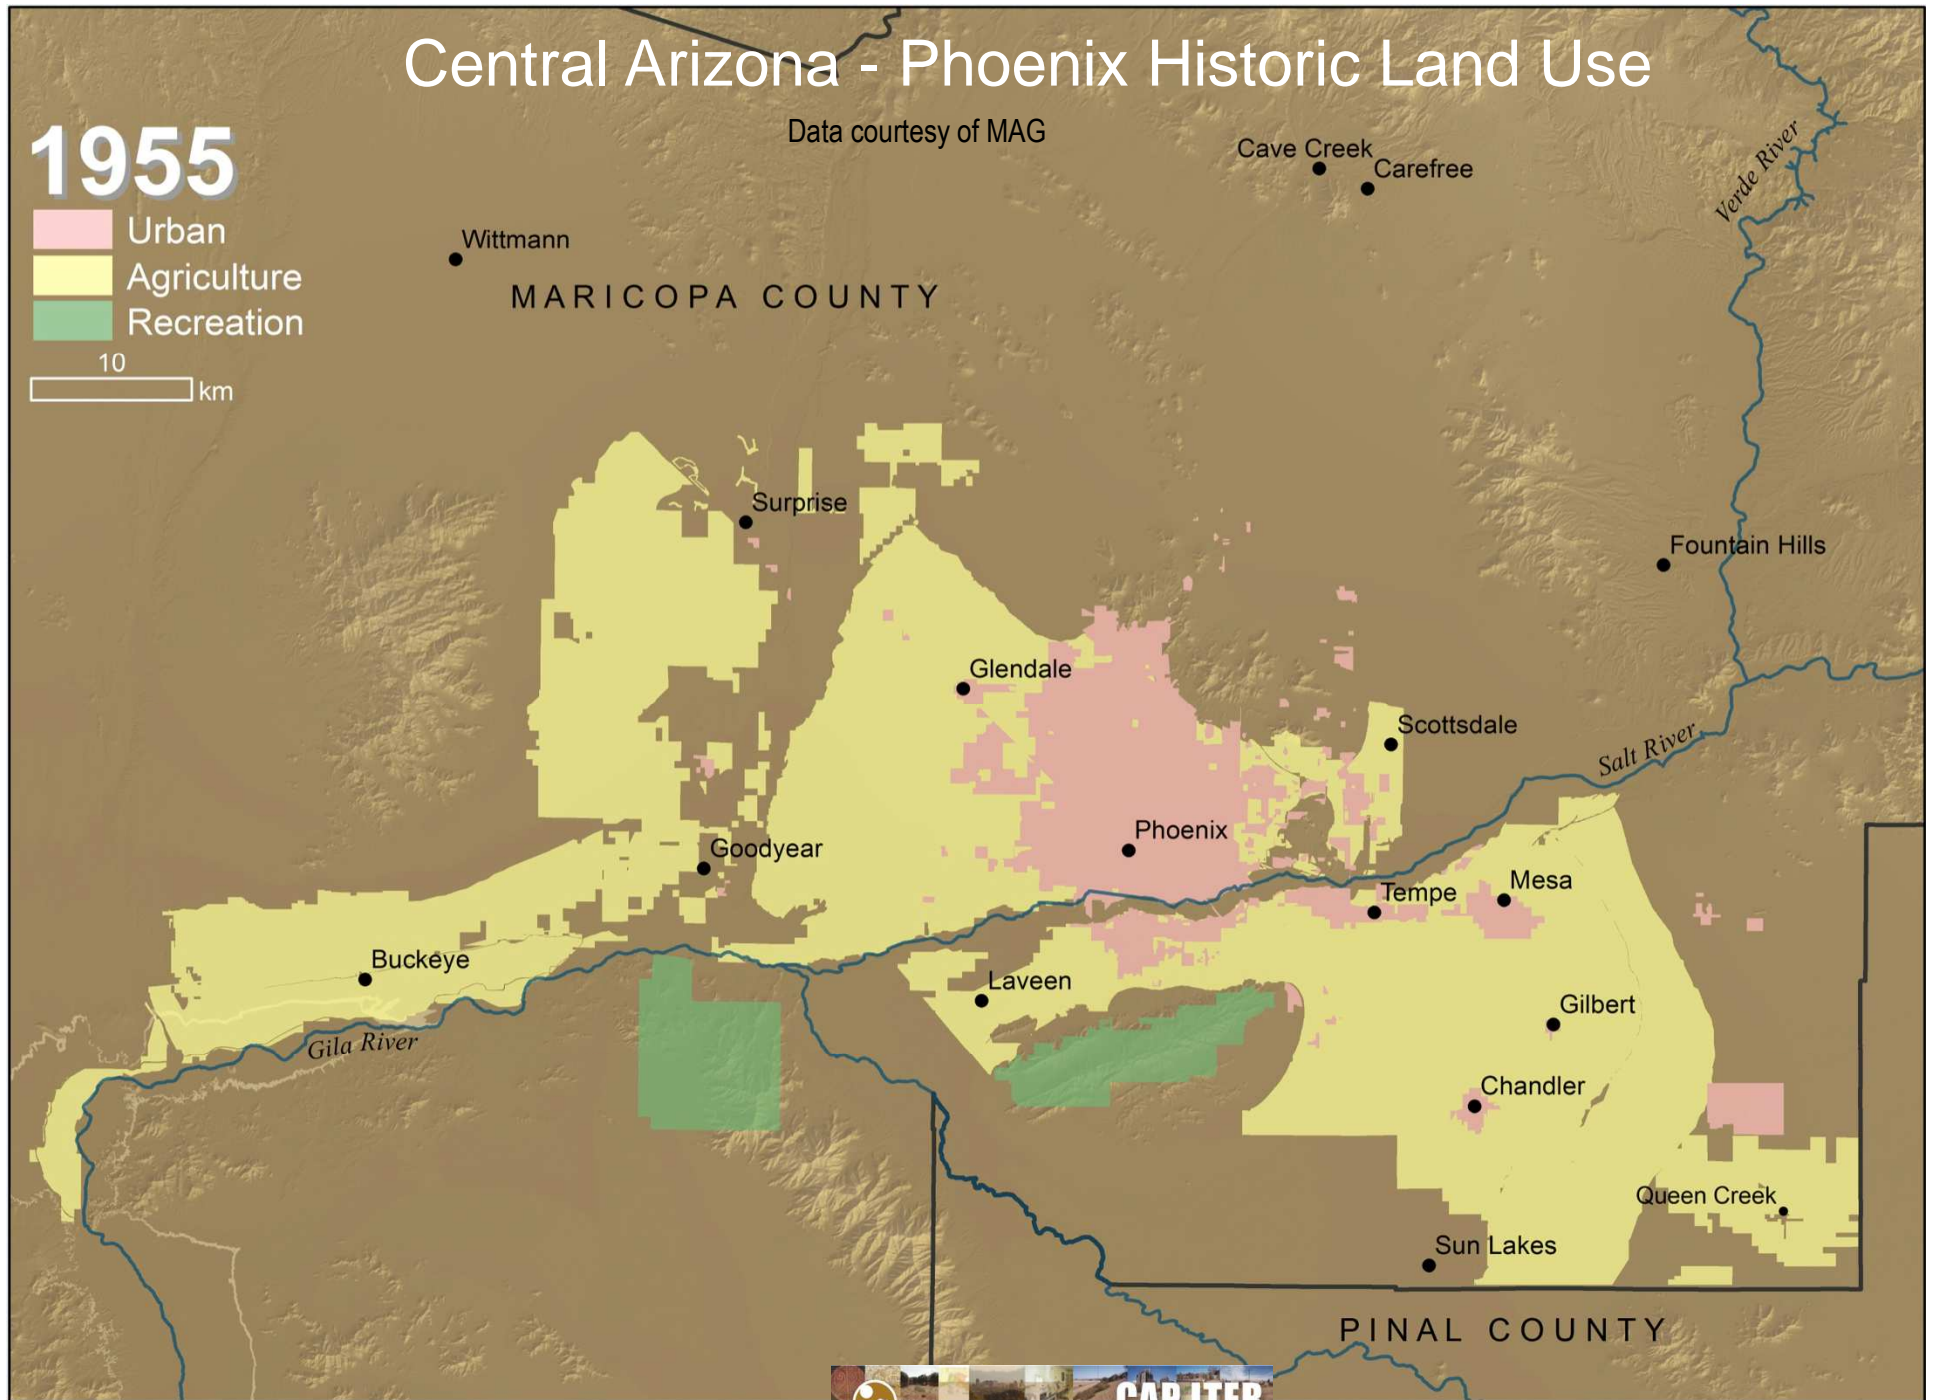 Central Arizona - Phoenix Historic Land Use
Data courtesy of MAG
1955
Urban
Agriculture
Recreation
10
km
Cave Creek
Carefree
Verde River
Wittmann
MARICOPA COUNTY
Surprise
Fountain Hills
Glendale
Scottsdale
Salt River
Phoenix
Goodyear
Mesa
Tempe
Buckeye
Laveen
Gilbert
Gila River
Chandler
Queen Creek
Sun Lakes
PINAL COUNTY
CAP LTER